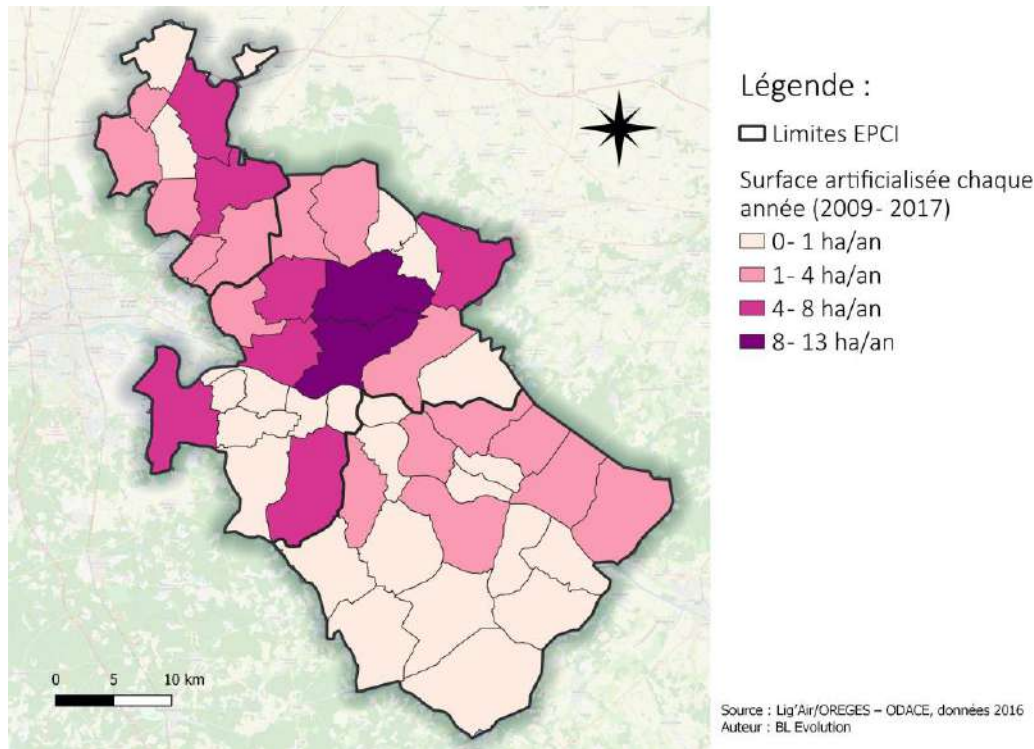 Légende :
Limites EPCI
Surface artificialisée chaque
année (2009- 2017)
0- 1 ha/an
1- 4 ha/an
4- 8 ha/an
8- 13 ha/an
0 5 10 km
Source : Lig'Air/OREGES – ODACE, données 2016
Auteur : BL Evolution